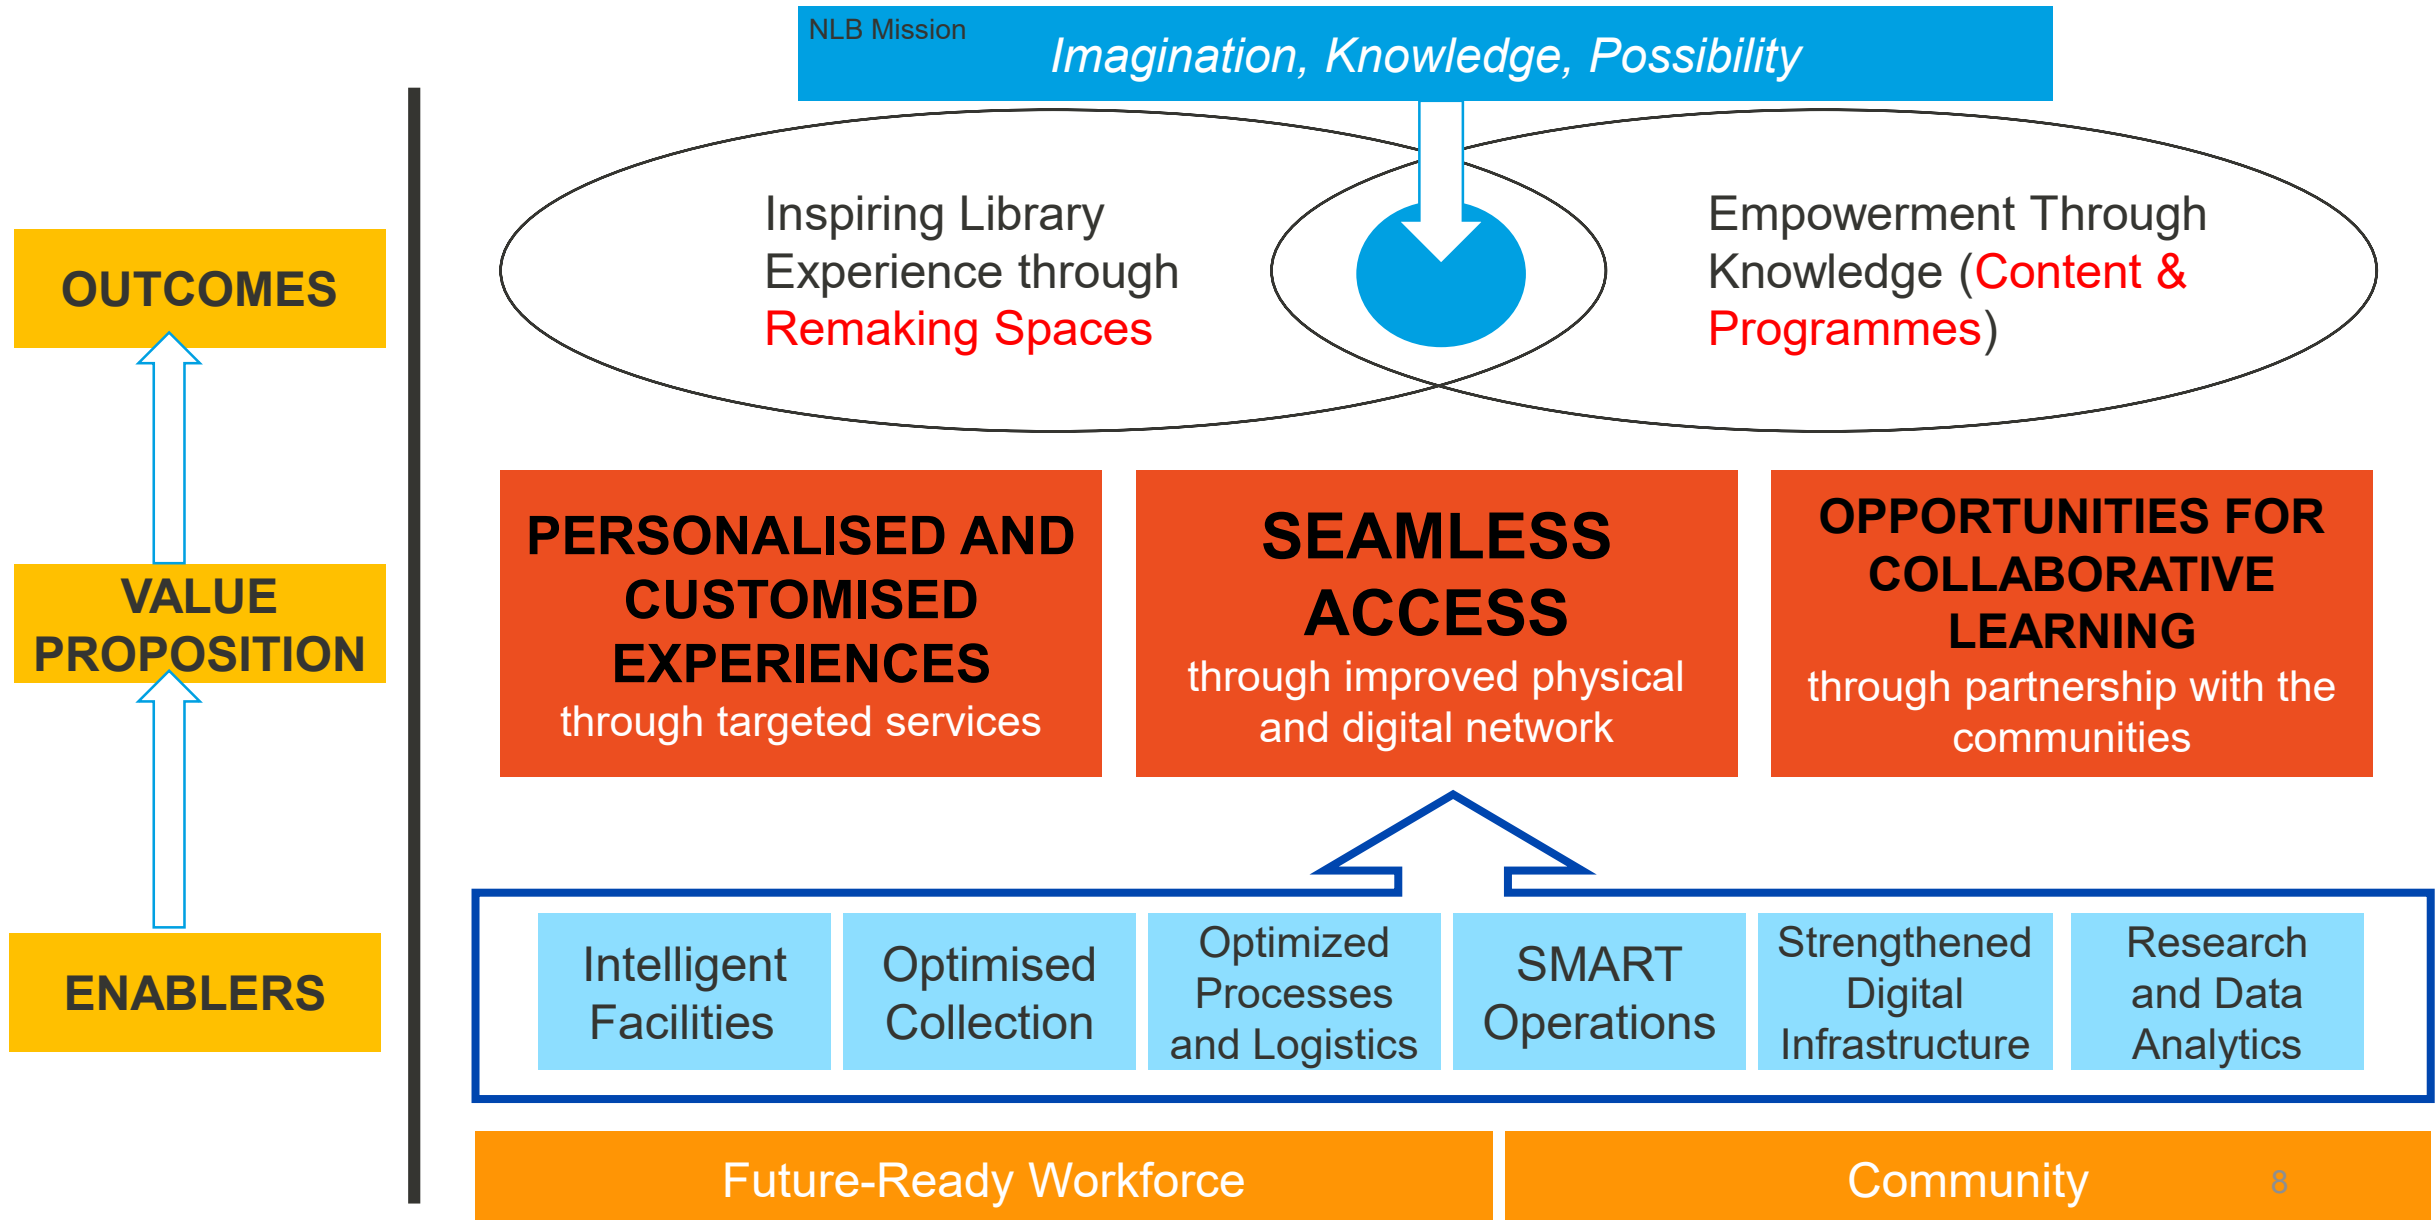 NLB Mission
Imagination, Knowledge, Possibility
OUTCOMES
Inspiring Library
Experience through
Remaking Spaces
Empowerment Through
Knowledge (Content &
Programmes)
VALUE
PROPOSITION
PERSONALISED AND
CUSTOMISED
EXPERIENCES
through targeted services
SEAMLESS
ACCESS
through improved physical
and digital network
OPPORTUNITIES FOR
COLLABORATIVE
LEARNING
through partnership with the
communities
ENABLERS
Intelligent
Facilities
Optimised
Collection
Optimized
Processes
and Logistics
SMART
Operations
Strengthened
Digital
Infrastructure
Research
and Data
Analytics
Future-Ready Workforce
Community
8